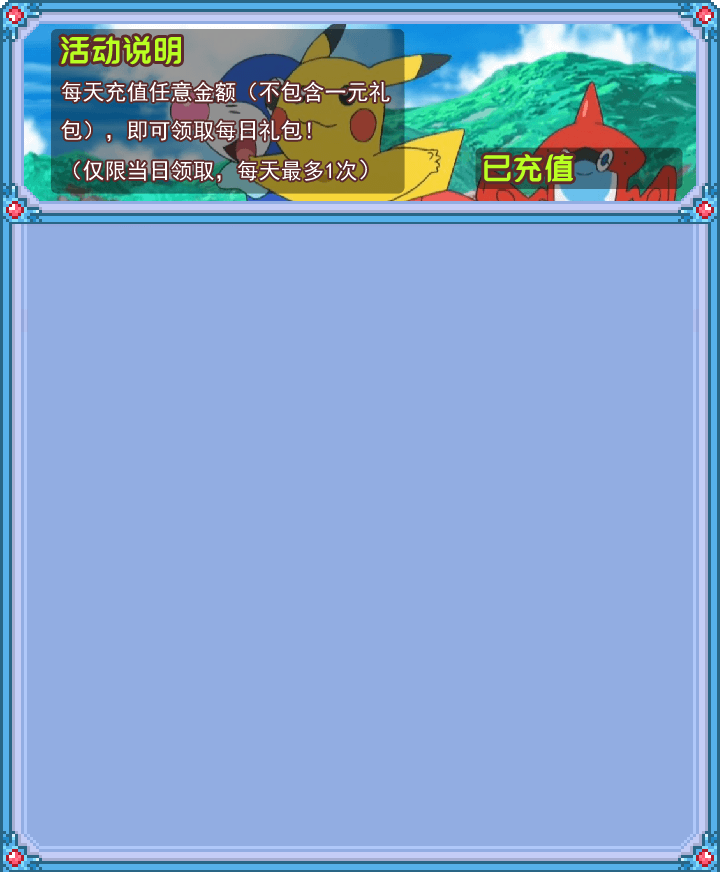 活动说明
每天充值任意金额（不包含一元礼
包），即可领取每日礼包！
（仅限当日领取，每天最多1次）
已充值